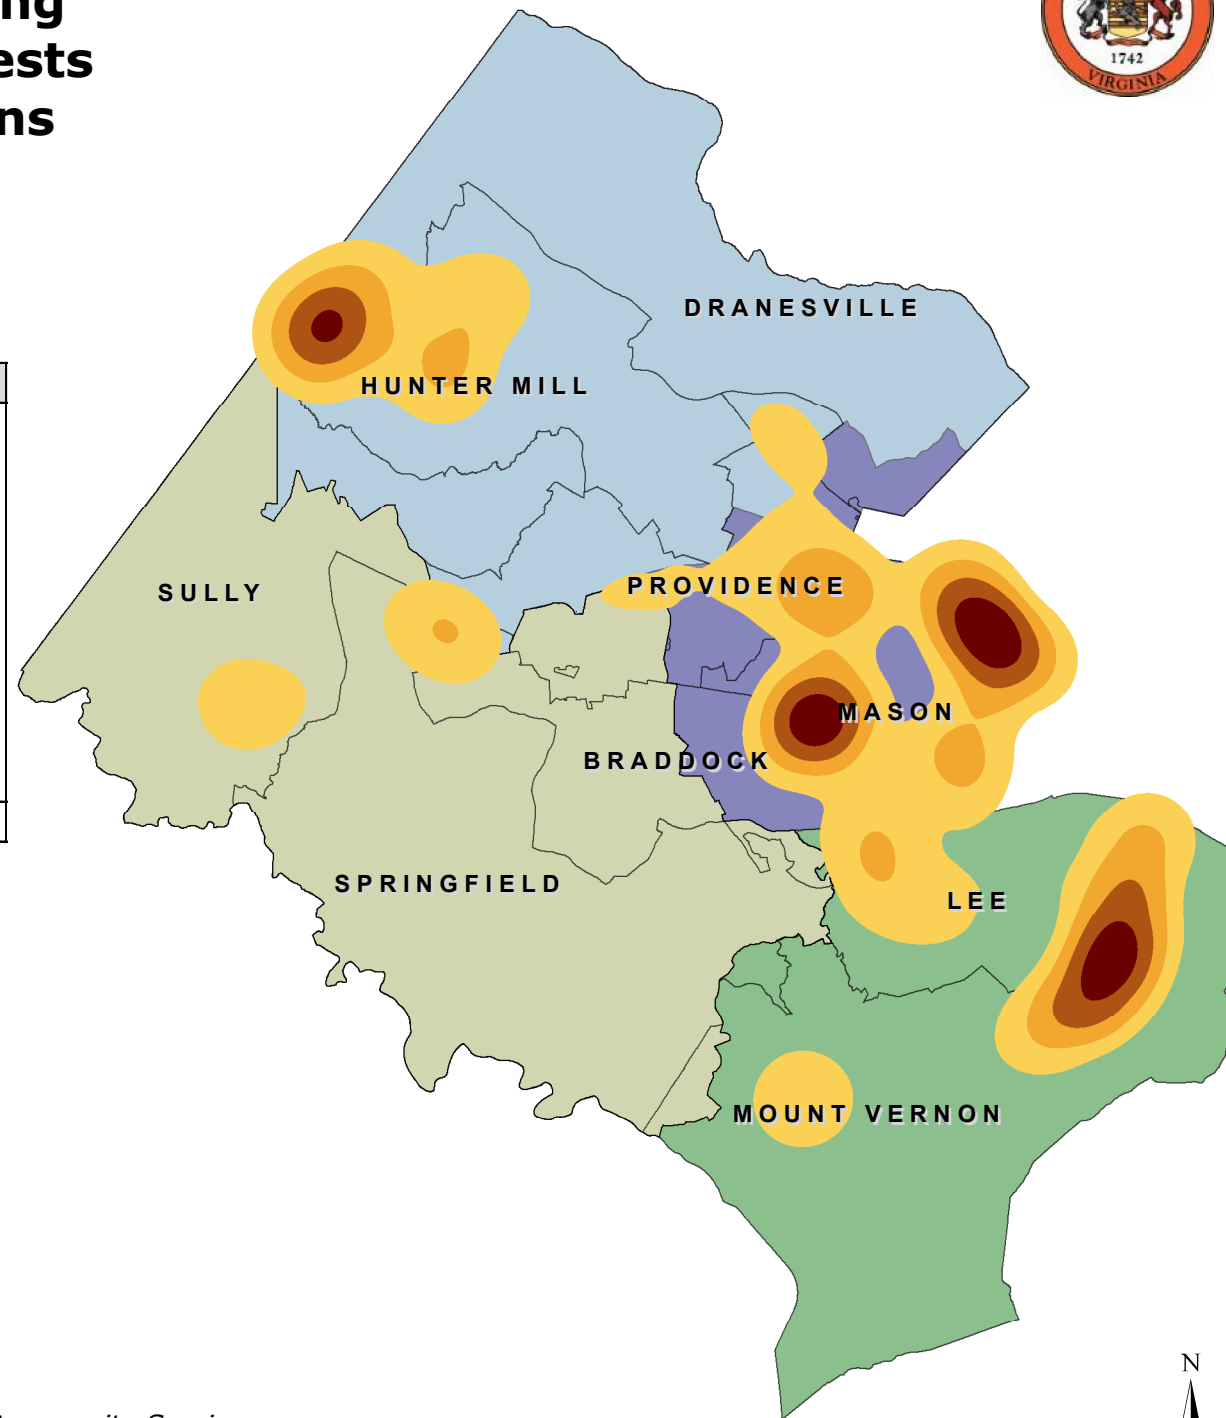 ng
ests
ns
1742
VIRGINIA
DRANESVILLE
HUNTER MILL
SULLY
PROVIDENCE
MASON
BRADDOCK
SPRINGFIELD
LEE
MOUNT VERNON
N